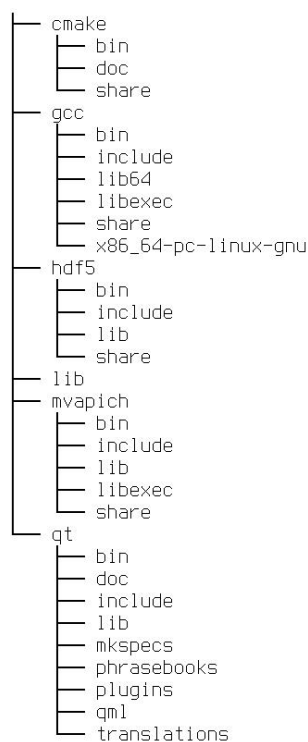 cmake
bin
doc
share
gcc
bin
include
lib64
libexec
share
x86_64-pc-linux-gnu
hdf5
bin
include
lib
share
lib
mvapich
bin
include
lib
libexec
share
qt
bin
doc
include
lib
mkspecs
phrasebooks
plugins
qml
translations